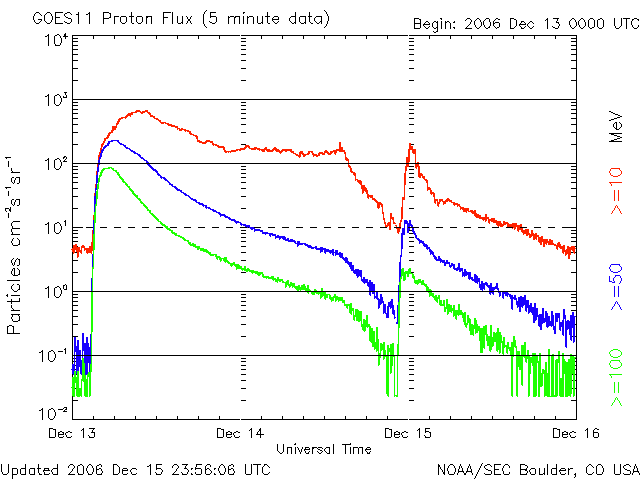 GOES11 Proton Flux (5 minute data)
Begin: 2006 Dec 13 0000 UTC
10⁴
10³
10²
10¹
10⁰
10⁻¹
10⁻²
Particles cm⁻²s⁻¹sr⁻¹
MeV
>=10
>=50
>=100
Dec 13
Dec 14
Dec 15
Dec 16
Universal Time
Updated 2006 Dec 15 23:56:06 UTC
NOAA/SEC Boulder, CO USA